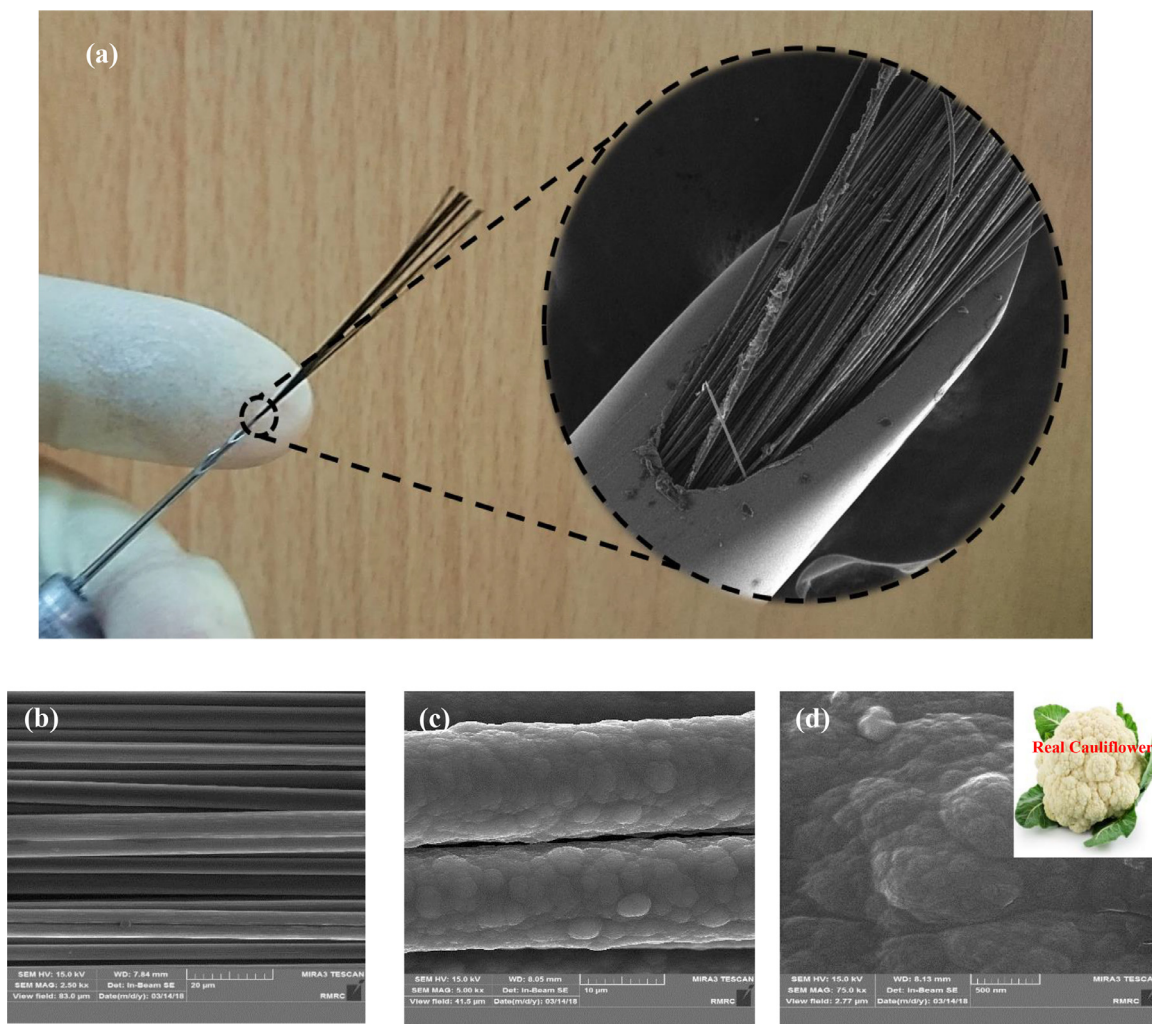 (a)
(b)
(c)
(d)
Real Cauliflower
SEM HV: 15.0 kV WD: 7.84 mm MIRA3 TESCAN
SEM MAG: 2.50 kx Det: In-Beam SE 20 µm
View field: 83.0 µm Date(m/d/y): 03/14/18 RMRC
SEM HV: 15.0 kV WD: 8.05 mm MIRA3 TESCAN
SEM MAG: 5.00 kx Det: In-Beam SE 10 µm
View field: 41.5 µm Date(m/d/y): 03/14/18 RMRC
SEM HV: 15.0 kV WD: 8.13 mm MIRA3 TESCAN
SEM MAG: 75.0 kx Det: In-Beam SE 500 nm
View field: 2.77 µm Date(m/d/y): 03/14/18 RMRC